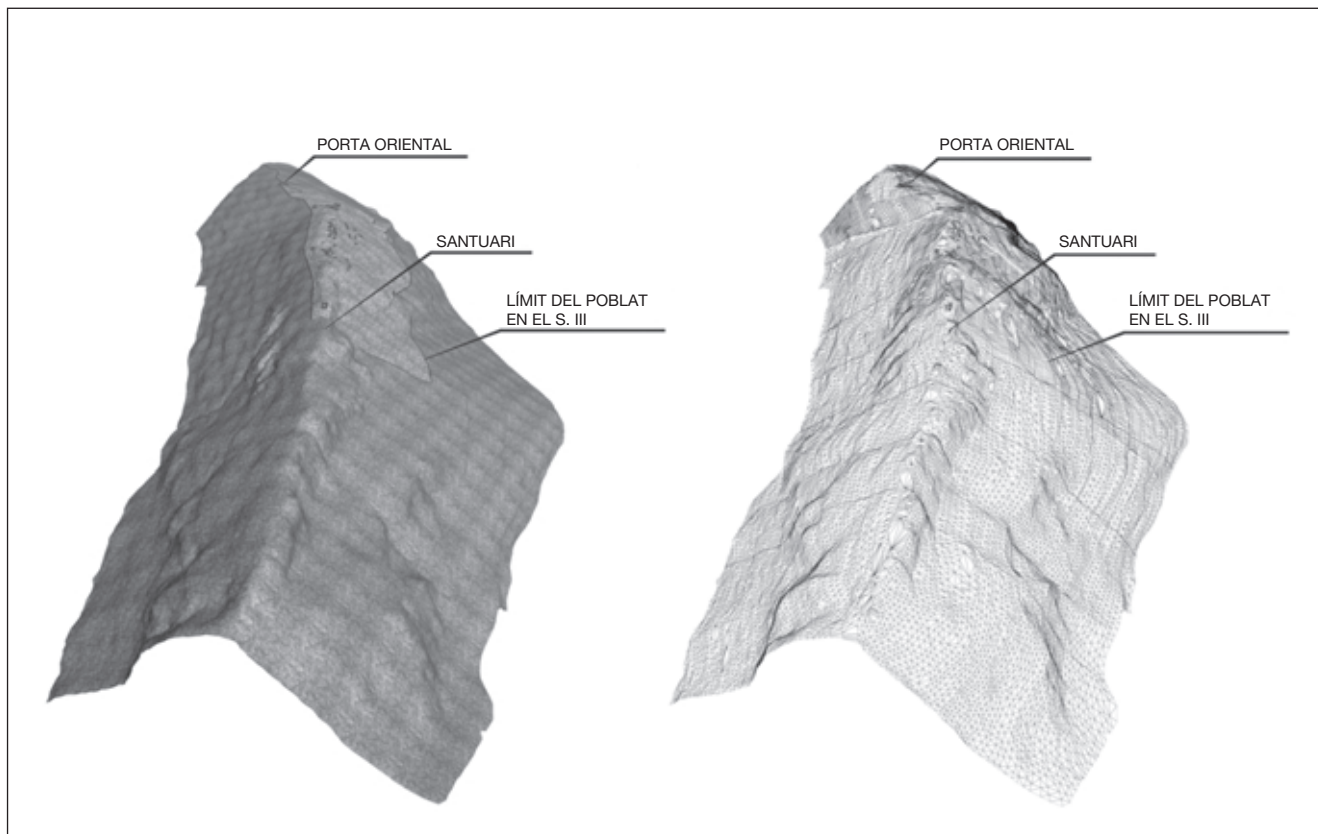 PORTA ORIENTAL
SANTUARI
LÍMIT DEL POBLAT
EN EL S. III
PORTA ORIENTAL
SANTUARI
LÍMIT DEL POBLAT
EN EL S. III